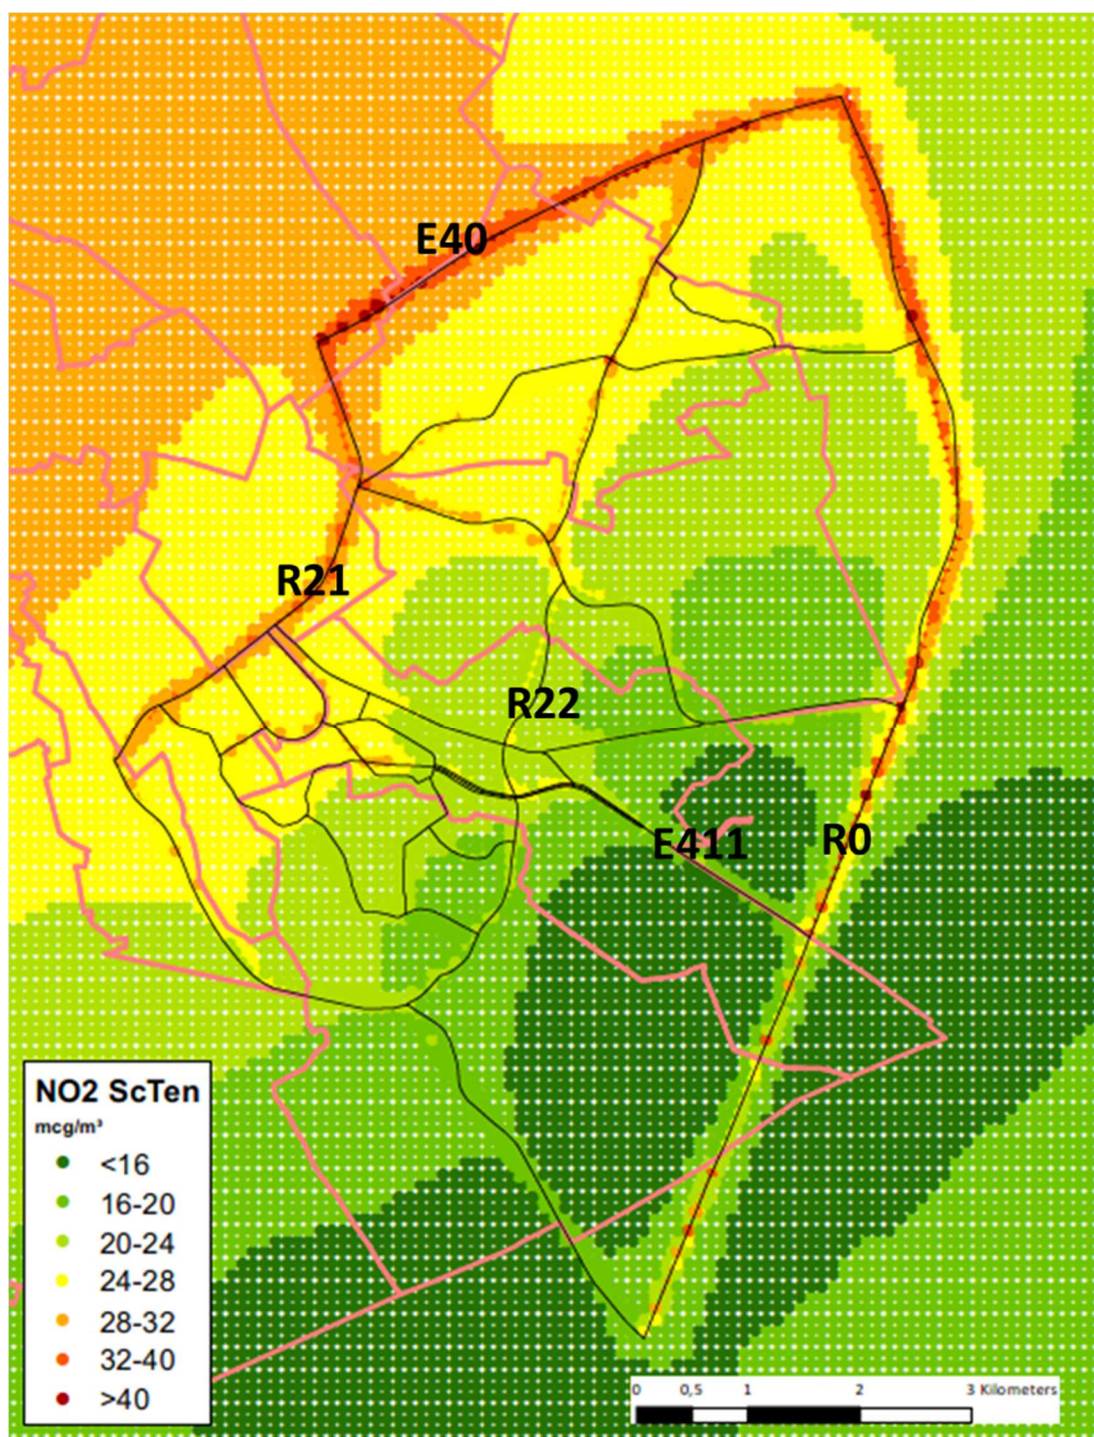 E40
R21
R22
E411
R0
NO2 ScTen
mcg/m³
<16
16-20
20-24
24-28
28-32
32-40
>40
0 0,5 1 2 3 Kilometers